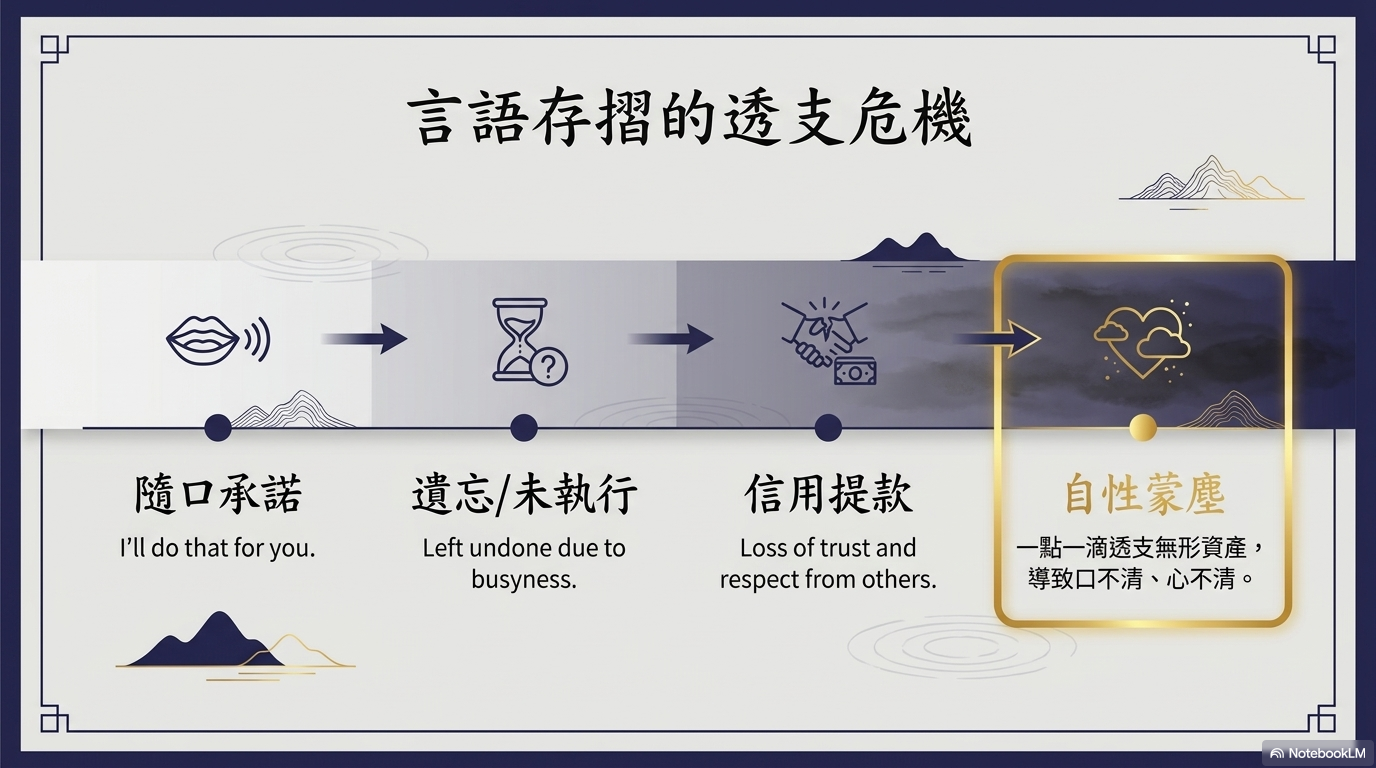 言語存摺的透支危機
?
隨口承諾
I'll do that for you.
遺忘/未執行
Left undone due to
busyness.
信用提款
Loss of trust and
respect from others.
自性蒙塵
一點一滴透支無形資產，
導致口不清、心不清。
NotebookLM